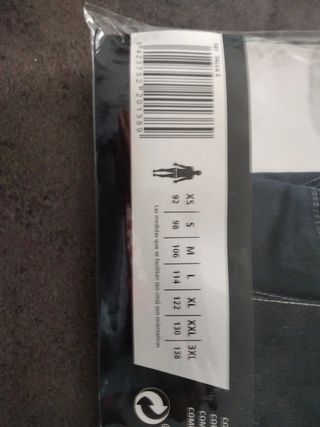 8423752201389
XS S M L XL XXL 3XL
92 98 106 114 122 130 138
Las medidas que se facilitan (en cm) son orientativas